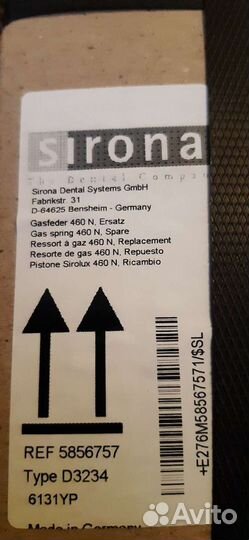 sirona
The Dental Compan
Sirona Dental Systems GmbH
Fabrikstr. 31
D-64625 Bensheim - Germany
Gasfeder 460 N, Ersatz
Gas spring 460 N, Spare
Ressort à gaz 460 N, Replacement
Resorte de gas 460 N, Repuesto
Pistone Sirolux 460 N, Ricambio
REF 5856757
Type D3234
6131YP
Made in Germany
+E276M58567571/$SL
Avito